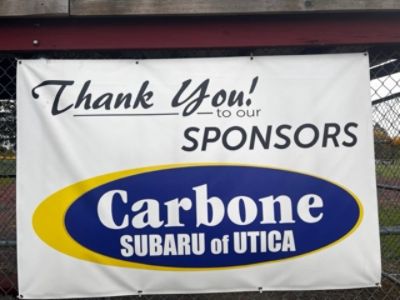 Thank You!
to our
SPONSORS
Carbone
SUBARU of UTICA